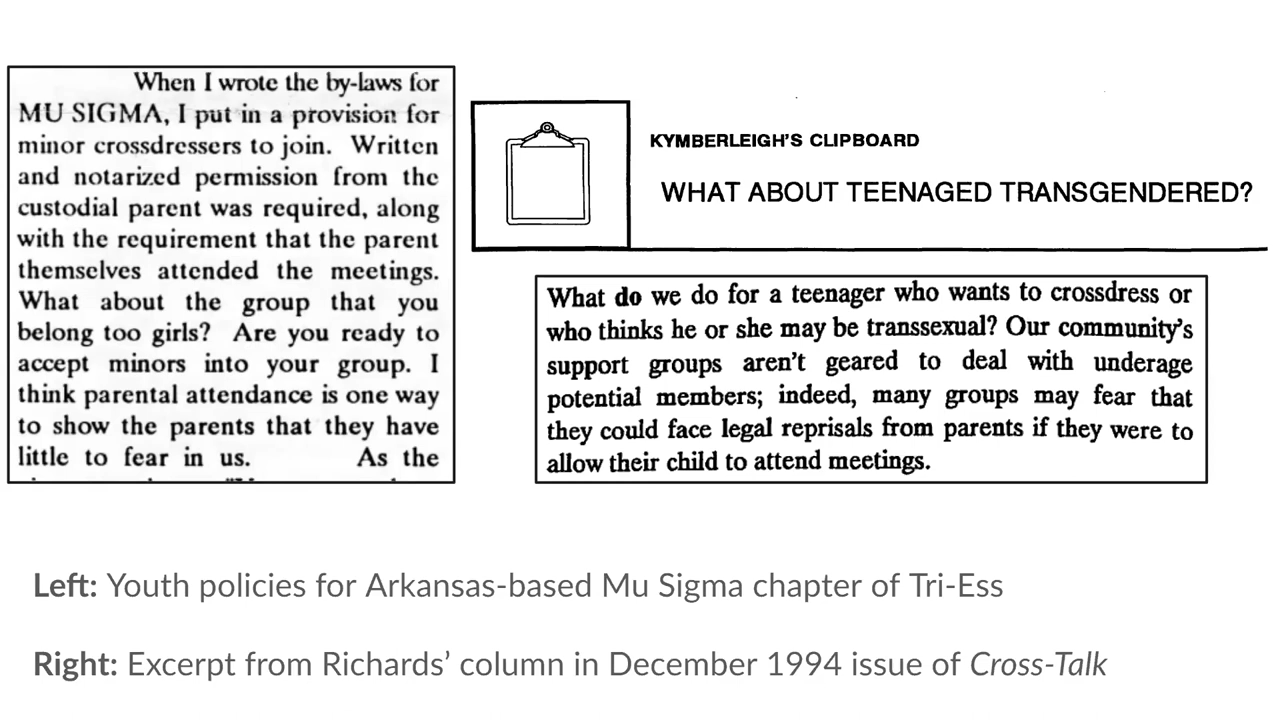 When I wrote the by-laws for
MU SIGMA, I put in a provision for
minor crossdressers to join. Written
and notarized permission from the
custodial parent was required, along
with the requirement that the parent
themselves attended the meetings.
What about the group that you
belong too girls? Are you ready to
accept minors into your group. I
think parental attendance is one way
to show the parents that they have
little to fear in us. As the
KYMBERLEIGH'S CLIPBOARD
WHAT ABOUT TEENAGED TRANSGENDERED?
What do we do for a teenager who wants to crossdress or
who thinks he or she may be transsexual? Our community's
support groups aren't geared to deal with underage
potential members; indeed, many groups may fear that
they could face legal reprisals from parents if they were to
allow their child to attend meetings.
Left: Youth policies for Arkansas-based Mu Sigma chapter of Tri-Ess
Right: Excerpt from Richards' column in December 1994 issue of Cross-Talk